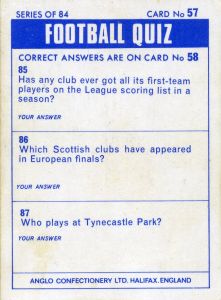 SERIES OF 84 CARD No 57
FOOTBALL QUIZ
CORRECT ANSWERS ARE ON CARD No 58
85
Has any club ever got all its first-team
players on the League scoring list in a
season?
YOUR ANSWER
86
Which Scottish clubs have appeared
in European finals?
YOUR ANSWER
87
Who plays at Tynecastle Park?
YOUR ANSWER
ANGLO CONFECTIONERY LTD. HALIFAX. ENGLAND